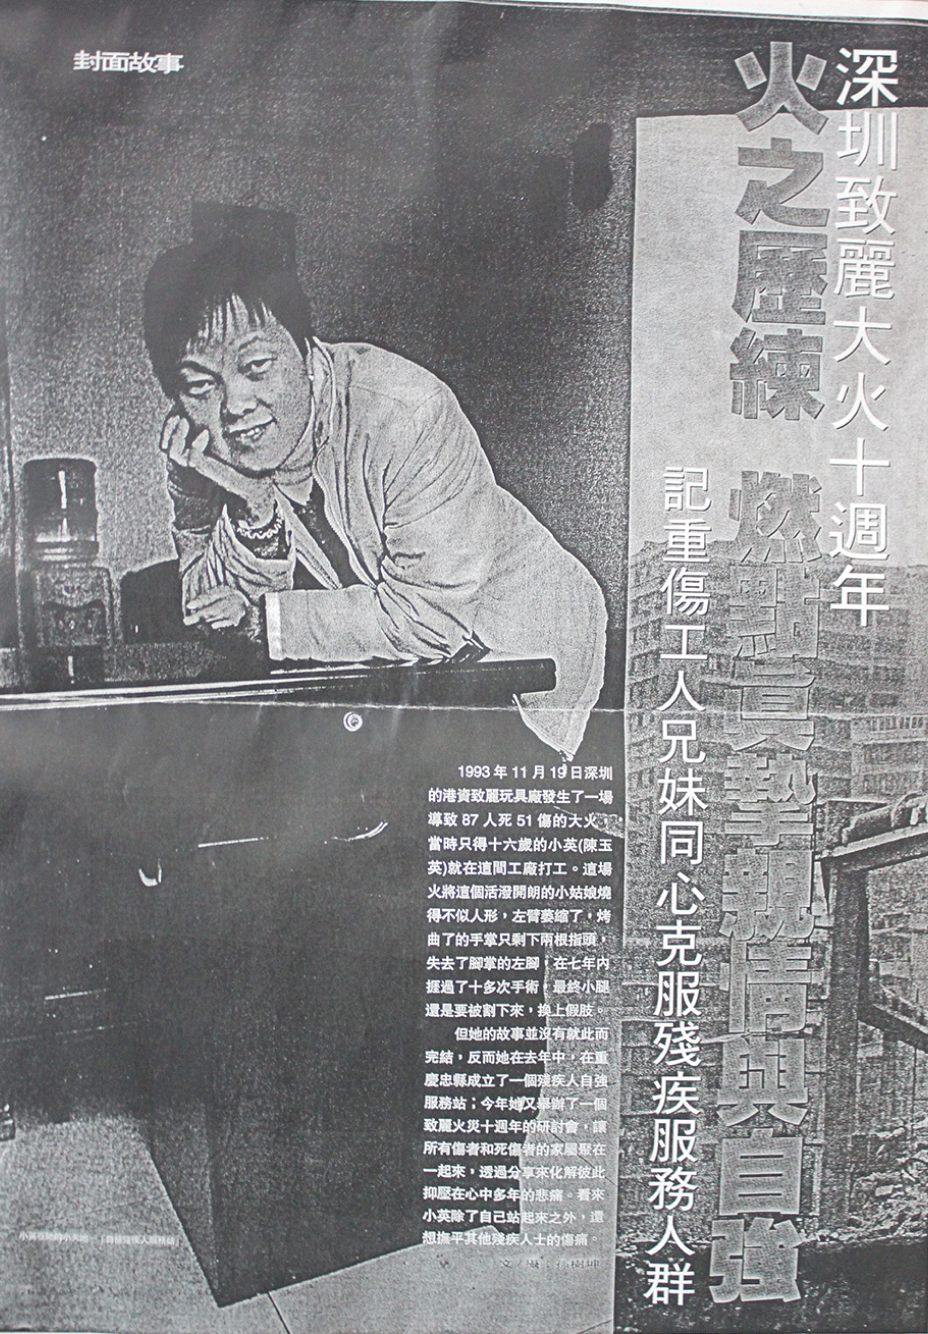 封面故事
深圳致麗大火十週年
火之歷練 燃點真摯親情與自強
記重傷工人兄妹同心克服殘疾服務人群
1993年11月19日深圳
的港資致麗玩具廠發生了一場
導致87人死51傷的大火，
當時只得十六歲的小英(陳玉
英)就在這間工廠打工。這場
火將這個活潑開朗的小姑娘燒
得不似人形，左臂萎縮了，烤
曲了的手掌只剩下兩根指頭，
失去了腳掌的左腳，在七年內
捱過了十多次手術，最終小腿
還是要被割下來，換上假肢。
但她的故事並沒有就此而
完結，反而她在去年中，在重
慶忠縣成立了一個殘疾人自強
服務站；今年她又舉辦了一個
致麗火災十週年的研討會，讓
所有傷者和死傷者的家屬聚在
一起來，透過分享來化解彼此
抑壓在心中多年的悲痛。看來
小英除了自己站起來之外，還
想撫平其他殘疾人士的傷痛。